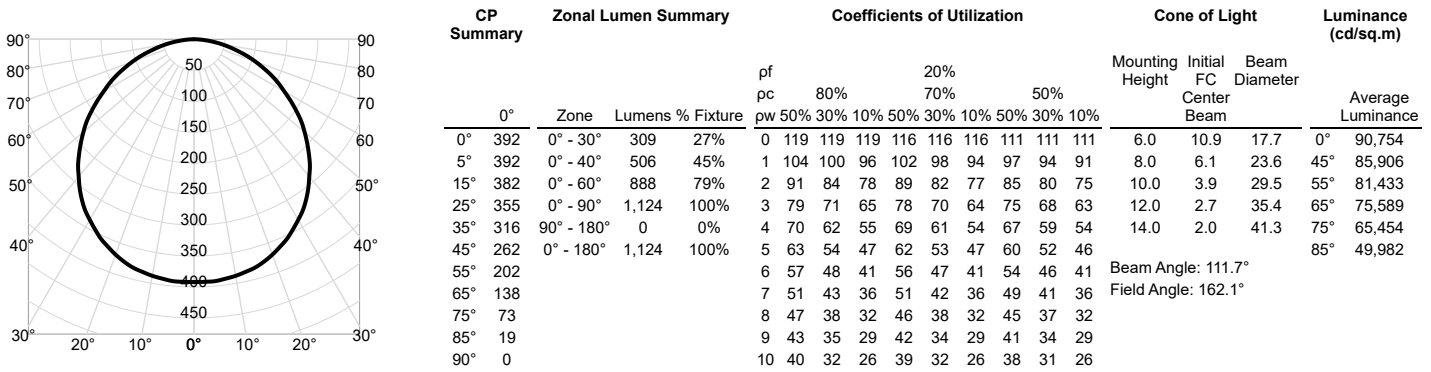 90° 90
80° 80
70° 70
60° 60
50° 50°
40° 40°
30° 20° 10° 0° 10° 20° 30°
50
100
150
200
250
300
350
400
450
CP Summary
0°
0° 392
5° 392
15° 382
25° 355
35° 316
45° 262
55° 202
65° 138
75° 73
85° 19
90° 0
Zonal Lumen Summary
Zone Lumens % Fixture
0° - 30° 309 27%
0° - 40° 506 45%
0° - 60° 888 79%
0° - 90° 1,124 100%
90° - 180° 0 0%
0° - 180° 1,124 100%
Coefficients of Utilization
ρf 20%
ρc 80% 70% 50%
ρw 50% 30% 10% 50% 30% 10% 50% 30% 10%
0 119 119 119 116 116 116 111 111 111
1 104 100 96 102 98 94 97 94 91
2 91 84 78 89 82 77 85 80 75
3 79 71 65 78 70 64 75 68 63
4 70 62 55 69 61 54 67 59 54
5 63 54 47 62 53 47 60 52 46
6 57 48 41 56 47 41 54 46 41
7 51 43 36 51 42 36 49 41 36
8 47 38 32 46 38 32 45 37 32
9 43 35 29 42 34 29 41 34 29
10 40 32 26 39 32 26 38 31 26
Cone of Light
Mounting Height Initial FC Center Beam Beam Diameter
6.0 10.9 17.7
8.0 6.1 23.6
10.0 3.9 29.5
12.0 2.7 35.4
14.0 2.0 41.3
Beam Angle: 111.7°
Field Angle: 162.1°
Luminance
(cd/sq.m)
Average
Luminance
0° 90,754
45° 85,906
55° 81,433
65° 75,589
75° 65,454
85° 49,982